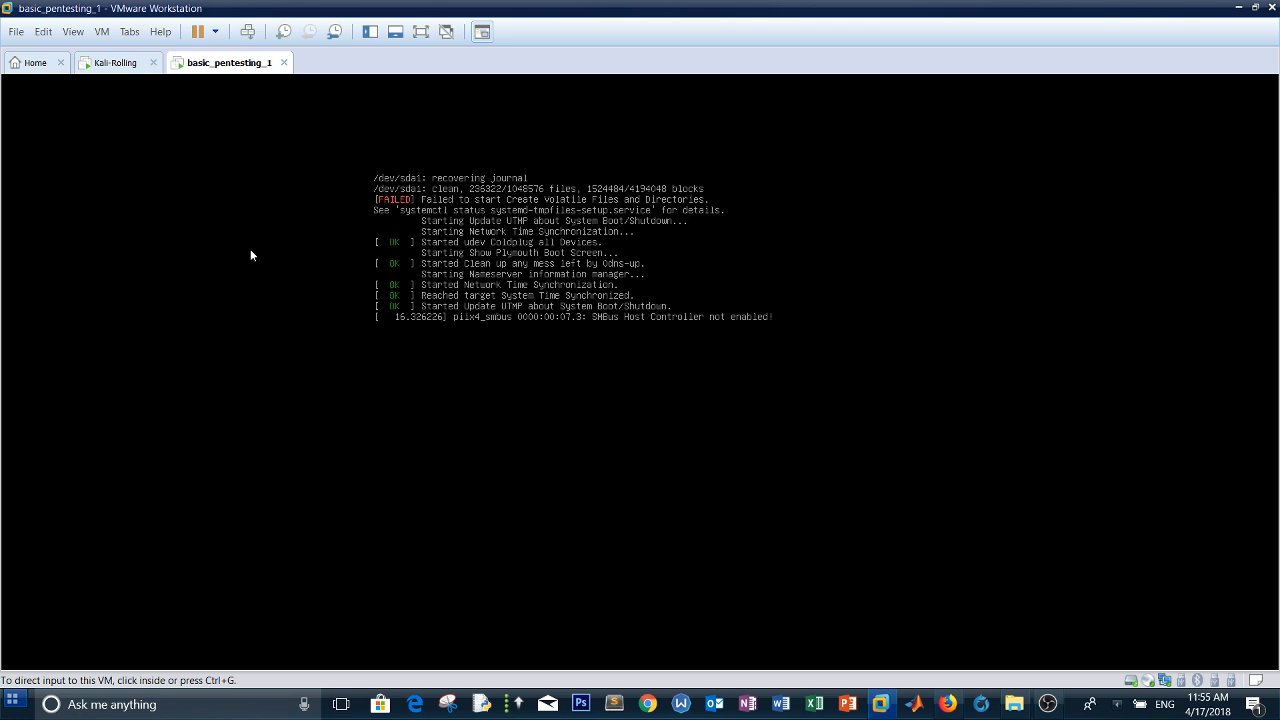 basic_pentesting_1 - VMware Workstation
File Edit View VM Tabs Help
Home Kali-Rolling basic_pentesting_1
/dev/sda1: recovering journal
/dev/sda1: clean, 236322/1048576 files, 1524484/4194048 blocks
[FAILED] Failed to start Create Volatile Files and Directories.
See 'systemctl status systemd-tmpfiles-setup.service' for details.
Starting Update UTMP about System Boot/Shutdown...
Starting Network Time Synchronization...
[ OK ] Started udev Coldplug all Devices.
Starting Show Plymouth Boot Screen...
[ OK ] Started Clean up any mess left by 0dns-up.
Starting Nameserver information manager...
[ OK ] Started Network Time Synchronization.
[ OK ] Reached target System Time Synchronized.
[ OK ] Started Update UTMP about System Boot/Shutdown.
[ 16.326226] piix4_smbus 0000:00:07.3: SMBus Host Controller not enabled!
To direct input to this VM, click inside or press Ctrl+G.
Ask me anything
Ps
ENG
11:55 AM
4/17/2018